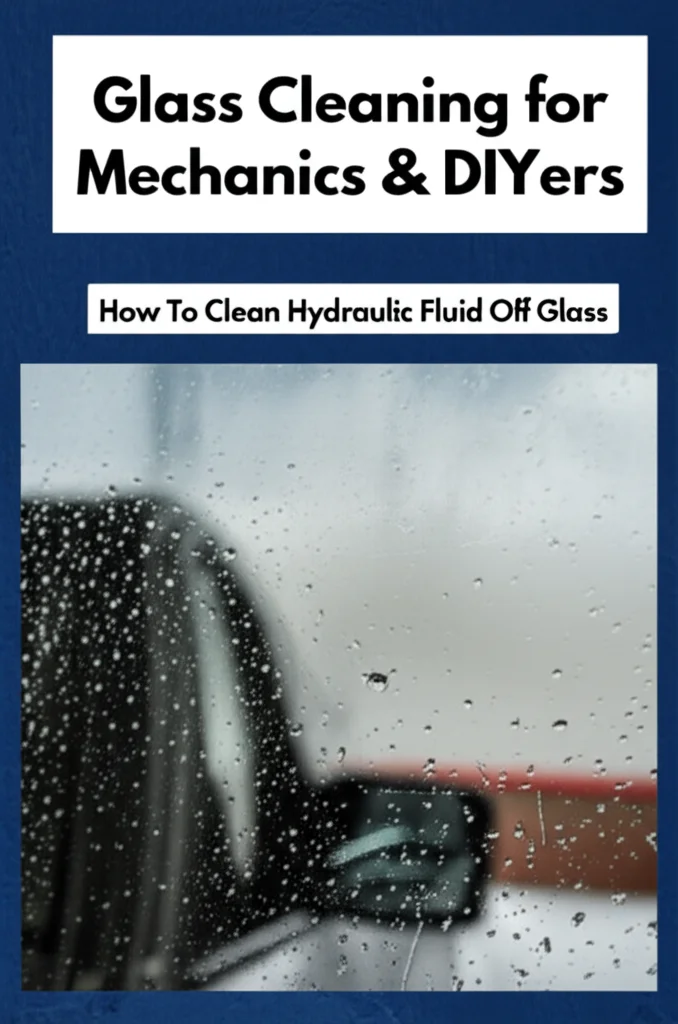 Glass Cleaning for
Mechanics & DIYers
How To Clean Hydraulic Fluid Off Glass